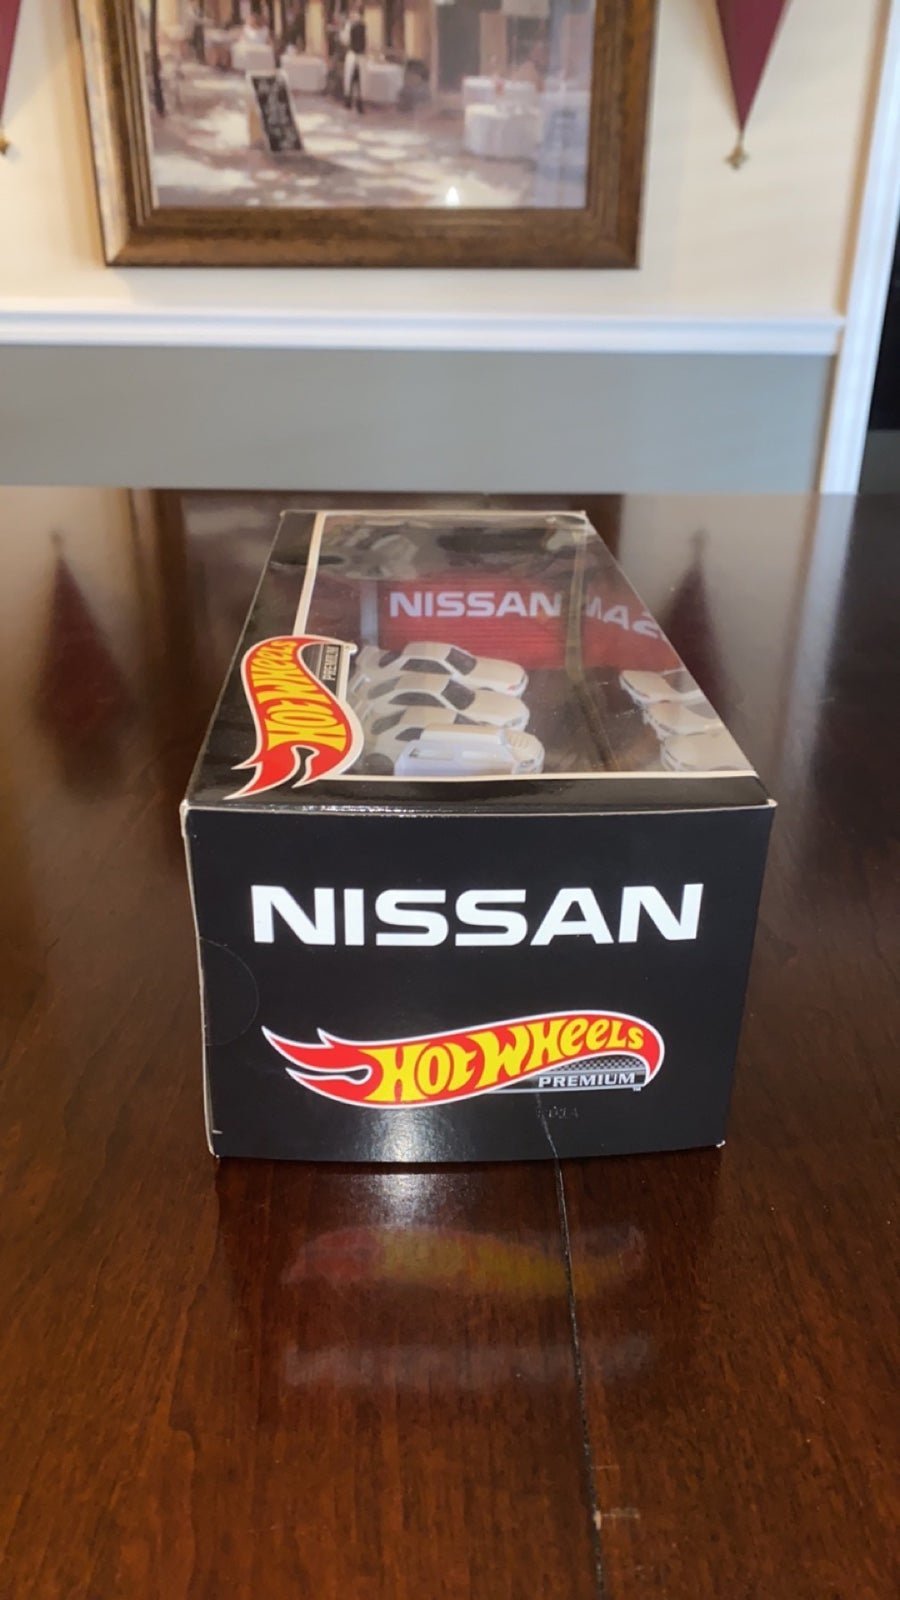 NISSAN
HOT WHEELS
PREMIUM
NISSAN
HOT WHEELS
PREMIUM